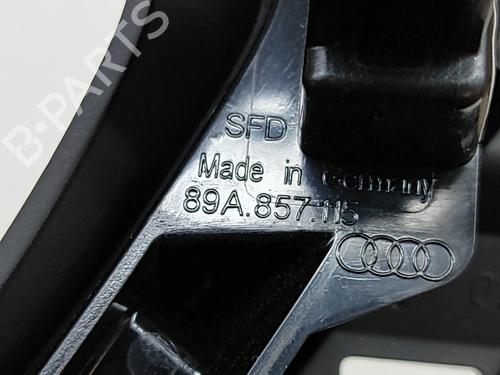 B-PARTS
SFD
Made in Germany
89A.857.115